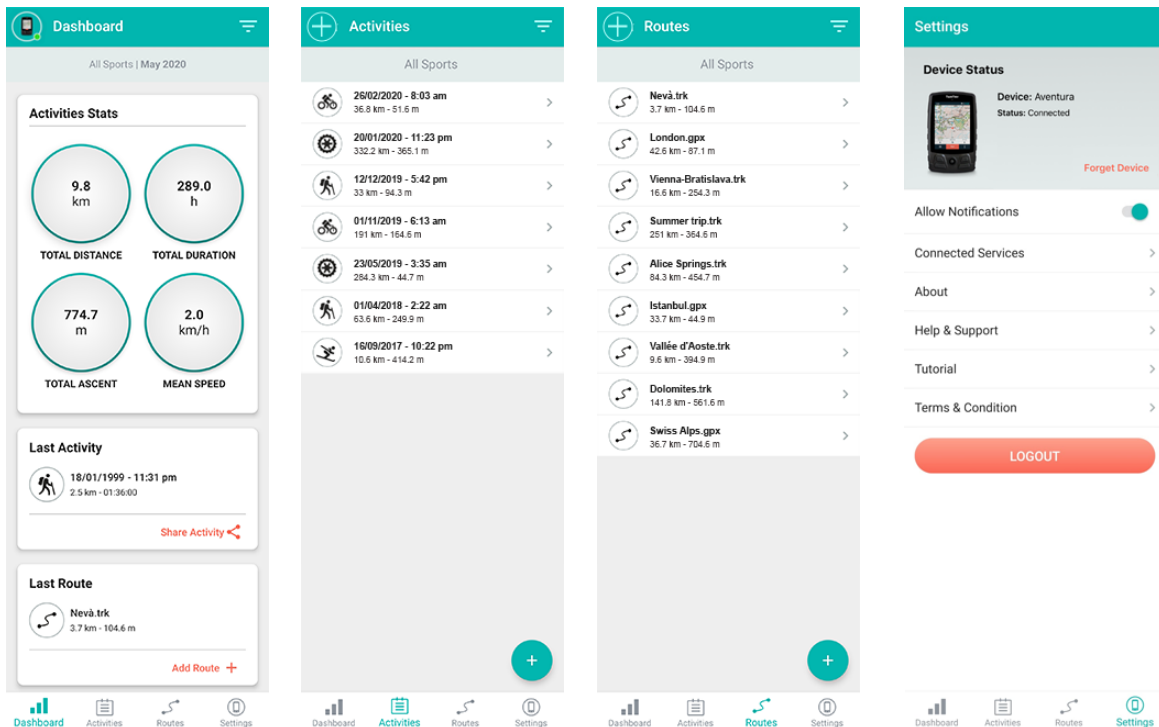 Dashboard
All Sports | May 2020
Activities Stats
9.8
km
TOTAL DISTANCE
289.0
h
TOTAL DURATION
774.7
m
TOTAL ASCENT
2.0
km/h
MEAN SPEED
Last Activity
18/01/1999 - 11:31 pm
2.5 km - 01:36:00
Share Activity
Last Route
Nevà.trk
3.7 km - 104.6 m
Add Route +
Dashboard Activities Routes Settings
Activities
All Sports
26/02/2020 - 8:03 am
36.8 km - 51.6 m
20/01/2020 - 11:23 pm
332.2 km - 365.1 m
12/12/2019 - 5:42 pm
33 km - 94.3 m
01/11/2019 - 6:13 am
191 km - 164.6 m
23/05/2019 - 3:35 am
284.3 km - 44.7 m
01/04/2018 - 2:22 am
63.6 km - 249.9 m
16/09/2017 - 10:22 pm
10.6 km - 414.2 m
Dashboard Activities Routes Settings
Routes
All Sports
Nevà.trk
3.7 km - 104.6 m
London.gpx
42.6 km - 87.1 m
Vienna-Bratislava.trk
16.6 km - 254.3 m
Summer trip.trk
251 km - 364.6 m
Alice Springs.trk
84.3 km - 454.7 m
Istanbul.gpx
33.7 km - 44.9 m
Vallée d'Aoste.trk
9.6 km - 394.9 m
Dolomites.trk
141.8 km - 561.6 m
Swiss Alps.gpx
36.7 km - 704.6 m
Dashboard Activities Routes Settings
Settings
Device Status
Device: Aventura
Status: Connected
Forget Device
Allow Notifications
Connected Services
About
Help & Support
Tutorial
Terms & Condition
LOGOUT
Dashboard Activities Routes Settings